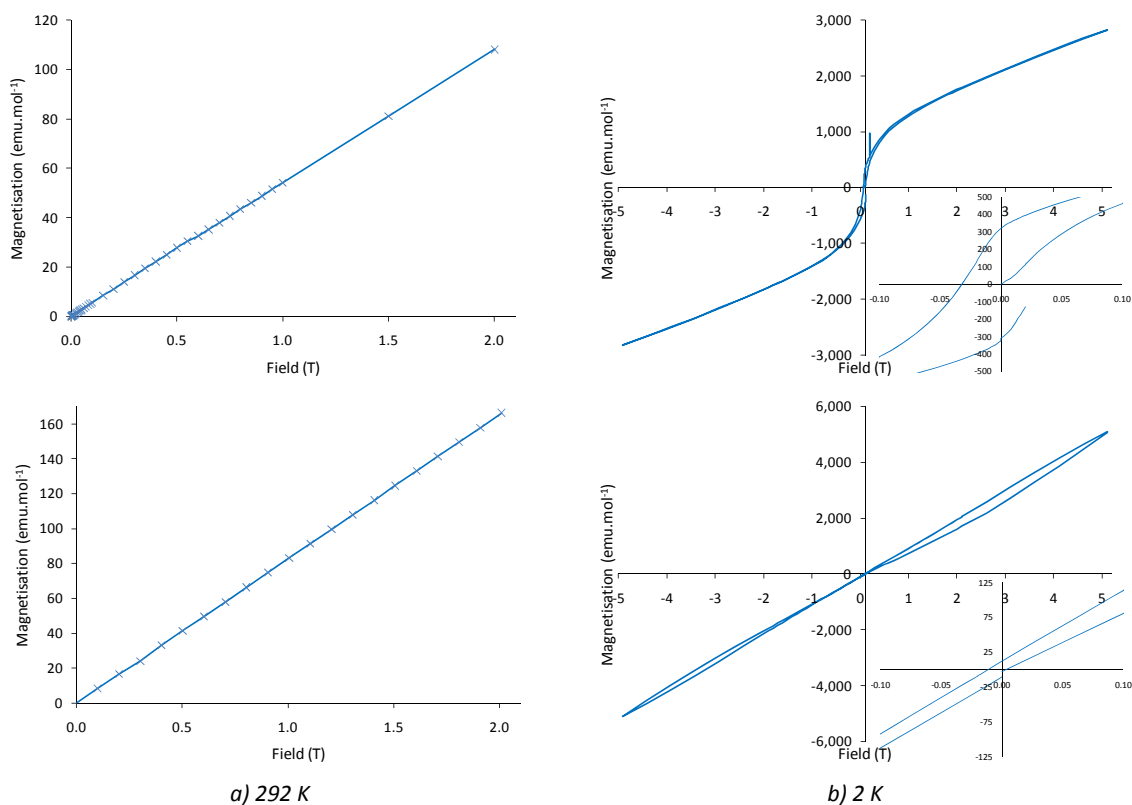 120
100
80
60
40
20
0
0.0 0.5 1.0 1.5 2.0
Magnetisation (emu.mol-1)
Field (T)
3,000
2,000
1,000
0
-1,000
-2,000
-3,000
-5 -4 -3 -2 -1 0 1 2 3 4 5
Magnetisation (emu.mol-1)
Field (T)
500
400
300
200
100
0
-100
-200
-300
-400
-500
-0.10 -0.05 0.00 0.05 0.10
160
140
120
100
80
60
40
20
0
0.0 0.5 1.0 1.5 2.0
Magnetisation (emu.mol-1)
Field (T)
6,000
4,000
2,000
0
-2,000
-4,000
-6,000
-5 -4 -3 -2 -1 0 1 2 3 4 5
Magnetisation (emu.mol-1)
Field (T)
125
75
25
-25
-75
-125
-0.10 -0.05 0.00 0.05 0.10
a) 292 K
b) 2 K